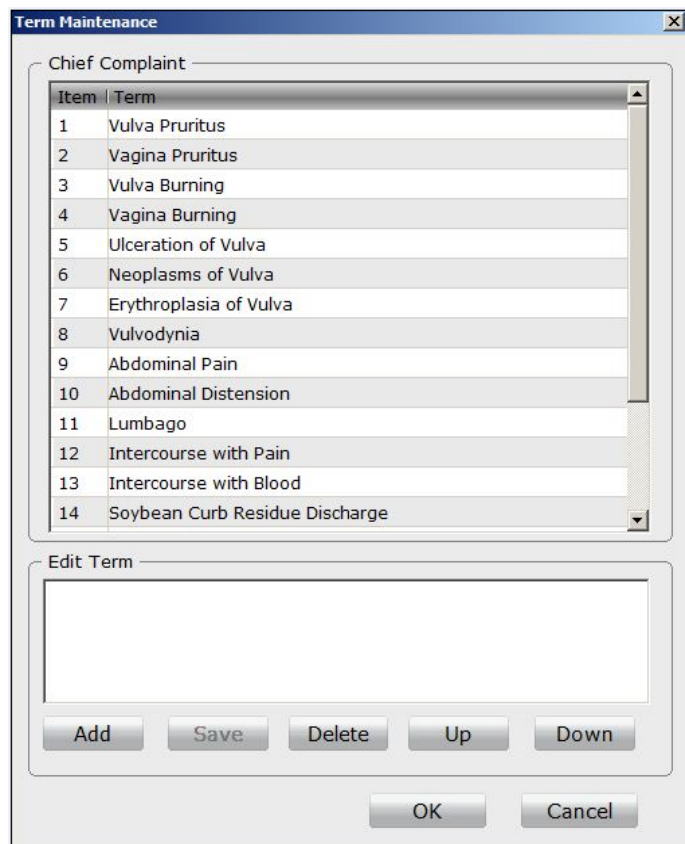 Term Maintenance
Chief Complaint
Item Term
1 Vulva Pruritus
2 Vagina Pruritus
3 Vulva Burning
4 Vagina Burning
5 Ulceration of Vulva
6 Neoplasms of Vulva
7 Erythroplasia of Vulva
8 Vulvodynia
9 Abdominal Pain
10 Abdominal Distension
11 Lumbago
12 Intercourse with Pain
13 Intercourse with Blood
14 Soybean Curb Residue Discharge
Edit Term
Add Save Delete Up Down
OK Cancel